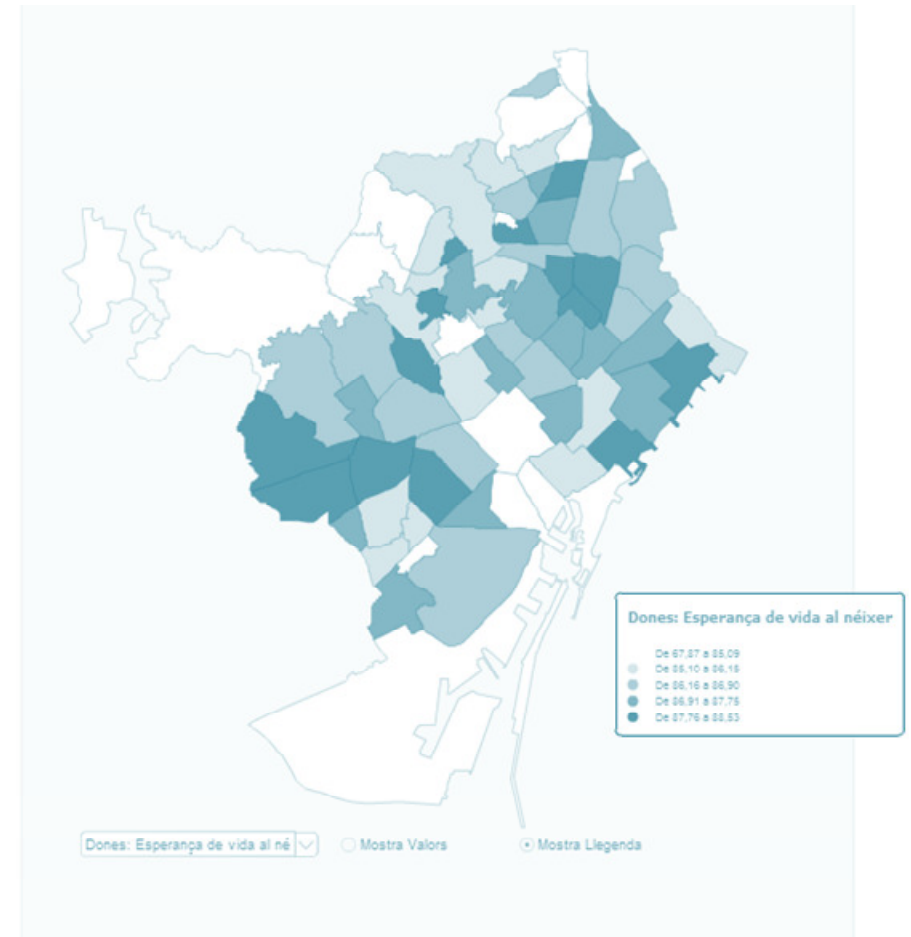 Dones: Esperança de vida al néixer
De 67,87 a 85,09
De 85,10 a 86,15
De 86,16 a 86,90
De 86,91 a 87,75
De 87,76 a 88,53
Dones: Esperança de vida al né
Mostra Valors
Mostra Llegenda